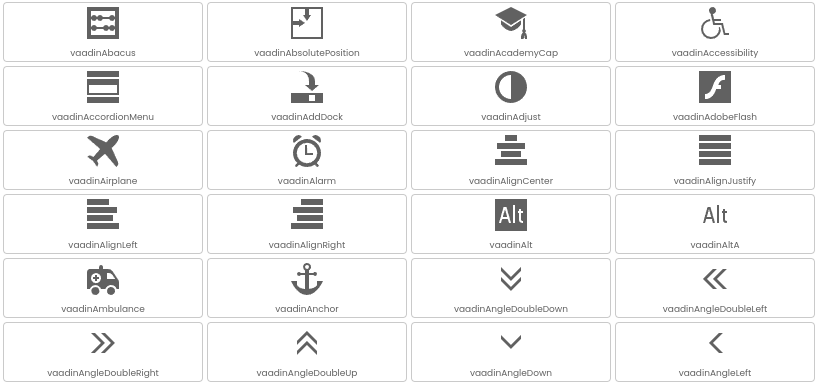 vaadinAbacus
vaadinAbsolutePosition
vaadinAcademyCap
vaadinAccessibility
vaadinAccordionMenu
vaadinAddDock
vaadinAdjust
vaadinAdobeFlash
vaadinAirplane
vaadinAlarm
vaadinAlignCenter
vaadinAlignJustify
vaadinAlignLeft
vaadinAlignRight
Alt
vaadinAlt
Alt
vaadinAltA
vaadinAmbulance
vaadinAnchor
vaadinAngleDoubleDown
vaadinAngleDoubleLeft
vaadinAngleDoubleRight
vaadinAngleDoubleUp
vaadinAngleDown
vaadinAngleLeft